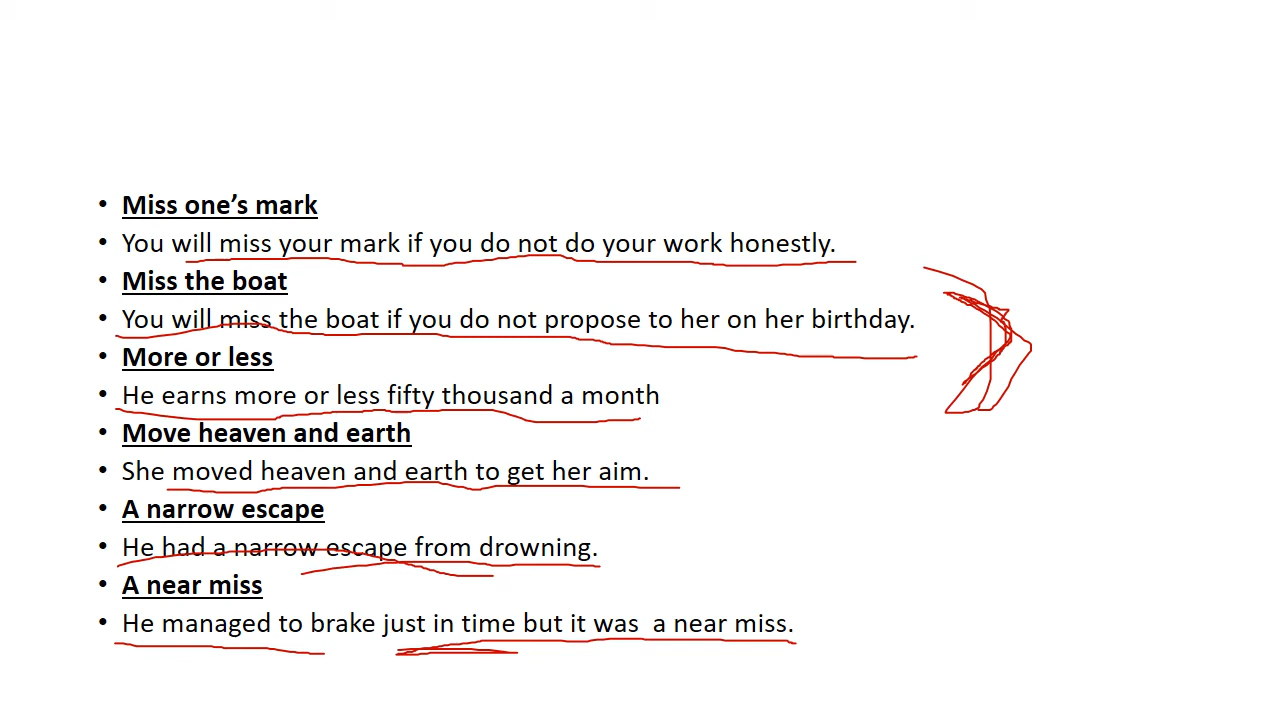 • Miss one’s mark
• You will miss your mark if you do not do your work honestly.
• Miss the boat
• You will miss the boat if you do not propose to her on her birthday.
• More or less
• He earns more or less fifty thousand a month
• Move heaven and earth
• She moved heaven and earth to get her aim.
• A narrow escape
• He had a narrow escape from drowning.
• A near miss
• He managed to brake just in time but it was  a near miss.